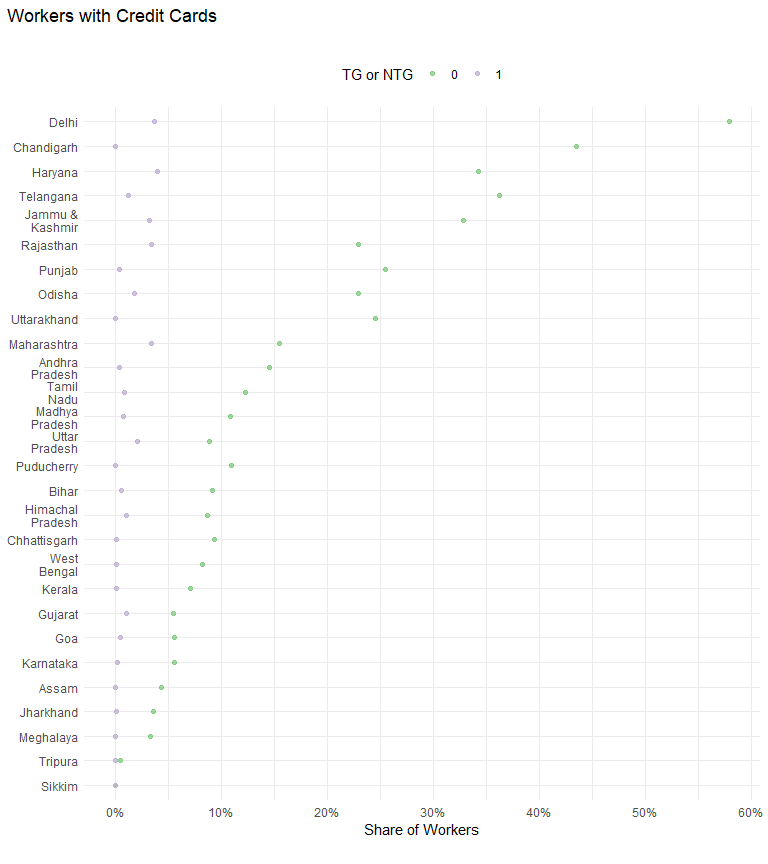 Workers with Credit Cards
TG or NTG 0 1
Delhi
Chandigarh
Haryana
Telangana
Jammu &
Kashmir
Rajasthan
Punjab
Odisha
Uttarakhand
Maharashtra
Andhra
Pradesh
Tamil
Nadu
Madhya
Pradesh
Uttar
Pradesh
Puducherry
Bihar
Himachal
Pradesh
Chhattisgarh
West
Bengal
Kerala
Gujarat
Goa
Karnataka
Assam
Jharkhand
Meghalaya
Tripura
Sikkim
0% 10% 20% 30% 40% 50% 60%
Share of Workers